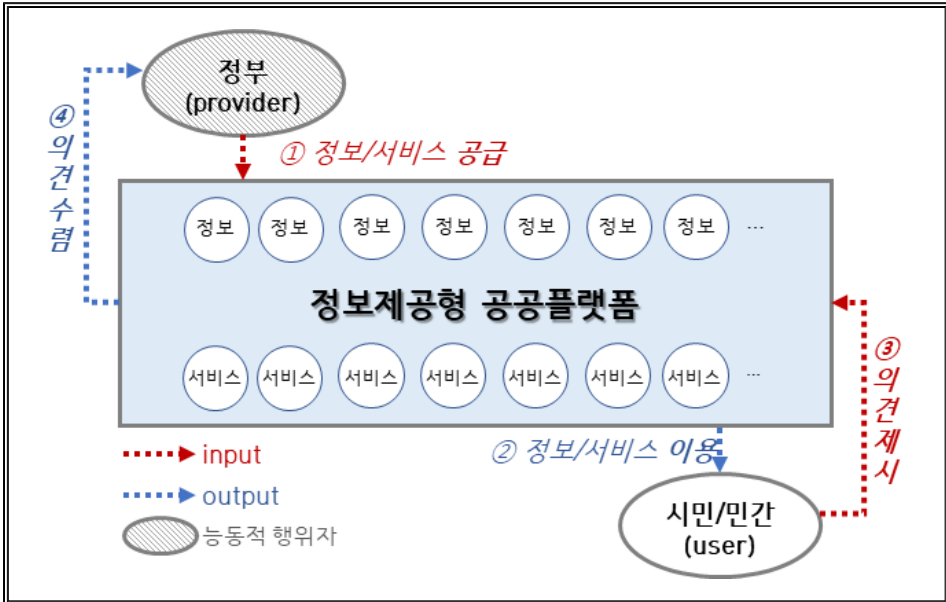 정부
(provider)
① 정보/서비스 공급
④의견수렴
정보 정보 정보 정보 정보 정보 정보 ...
정보제공형 공공플랫폼
서비스 서비스 서비스 서비스 서비스 서비스 서비스 ...
③의견제시
② 정보/서비스 이용
input
output
능동적 행위자
시민/민간
(user)